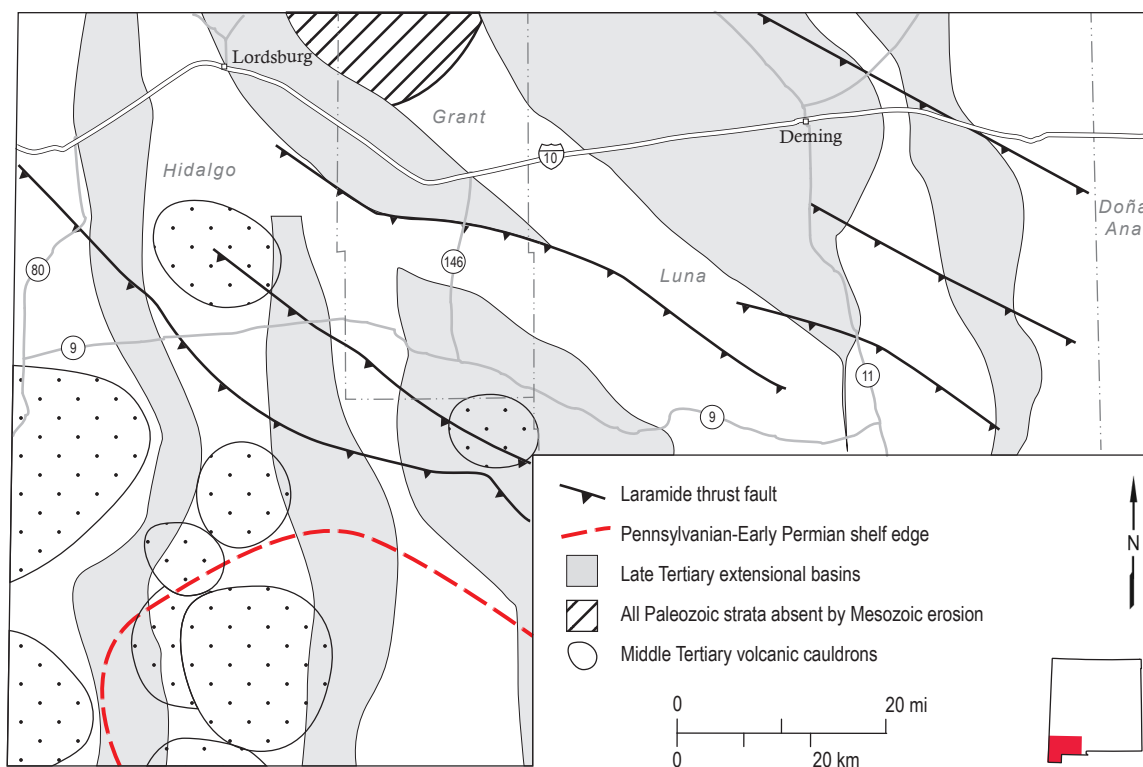 Lordsburg
Grant
10
Deming
Hidalgo
Doña
Ana
80
146
Luna
9
11
9
Laramide thrust fault
Pennsylvanian-Early Permian shelf edge
N
Late Tertiary extensional basins
All Paleozoic strata absent by Mesozoic erosion
Middle Tertiary volcanic cauldrons
0
20 mi
0
20 km